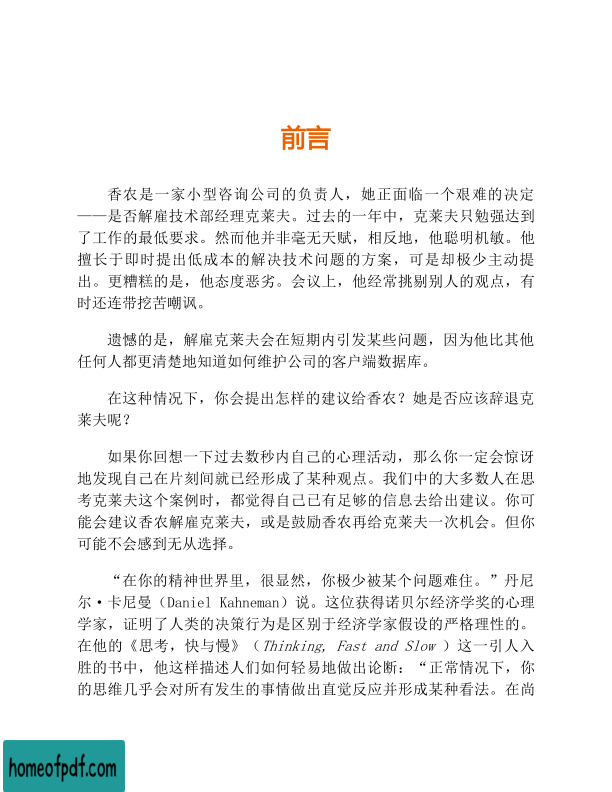 前言
香农是一家小型咨询公司的负责人，她正面临一个艰难的决定
——是否解雇技术部经理克莱夫。过去的一年中，克莱夫只勉强达到
了工作的最低要求。然而他并非毫无天赋，相反地，他聪明机敏。他
擅长于即时提出低成本的解决技术问题的方案，可是却极少主动提
出。更糟糕的是，他态度恶劣。会议上，他经常挑剔别人的观点，有
时还连带挖苦嘲讽。
遗憾的是，解雇克莱夫会在短期内引发某些问题，因为他比其他
任何人都更清楚地知道如何维护公司的客户端数据库。
在这种情况下，你会提出怎样的建议给香农？她是否应该辞退克
莱夫呢？
如果你回想一下过去数秒内自己的心理活动，那么你一定会惊讶
地发现自己在片刻间就已经形成了某种观点。我们中的大多数人在思
考克莱夫这个案例时，都觉得自己已有足够的信息去给出建议。你可
能会建议香农解雇克莱夫，或是鼓励香农再给克莱夫一次机会。但你
可能不会感到无从选择。
“在你的精神世界里，很显然，你极少被某个问题难住。”丹尼
尔·卡尼曼（Daniel Kahneman）说。这位获得诺贝尔经济学奖的心理
学家，证明了人类的决策行为是区别于经济学家假设的严格理性的。
在他的《思考，快与慢》（Thinking, Fast and Slow ）这一引人入
胜的书中，他这样描述人们如何轻易地做出论断：“正常情况下，你
的思维几乎会对所有发生的事情做出直觉反应并形成某种看法。在尚
homeofpdf.com